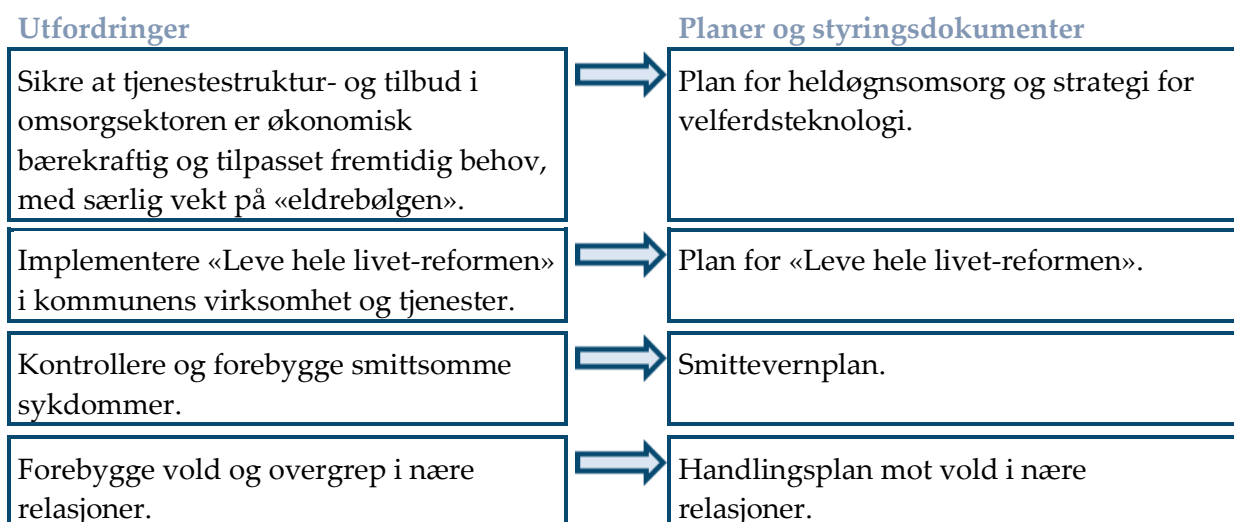 Utfordringer
Planer og styringsdokumenter
Sikre at tjenestestruktur- og tilbud i
omsorgsektoren er økonomisk
bærekraftig og tilpasset fremtidig behov,
med særlig vekt på «eldrebølgen».
Plan for heldøgnsomsorg og strategi for
velferdsteknologi.
Implementere «Leve hele livet-reformen»
i kommunens virksomhet og tjenester.
Plan for «Leve hele livet-reformen».
Kontrollere og forebygge smittsomme
sykdommer.
Smittevernplan.
Forebygge vold og overgrep i nære
relasjoner.
Handlingsplan mot vold i nære
relasjoner.